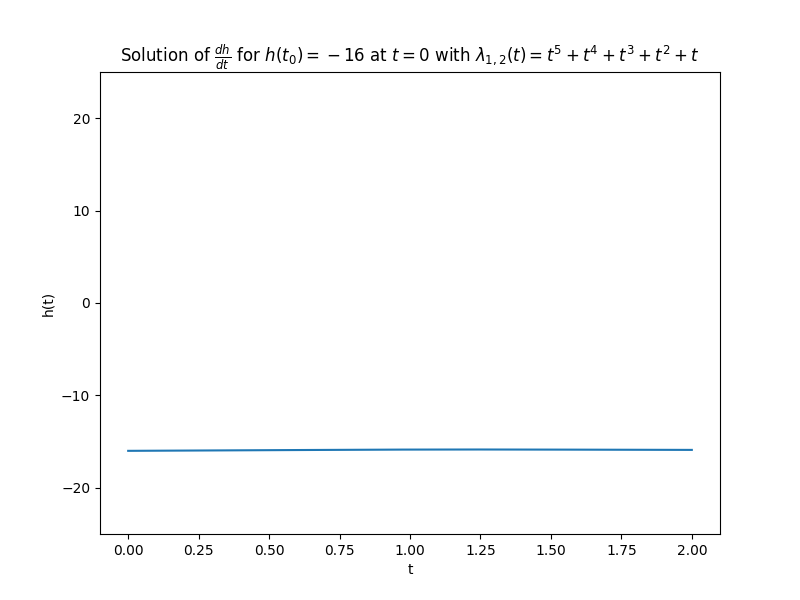 Solution of $\frac{dh}{dt}$ for $h(t_0) = -16$ at $t = 0$ with $\lambda_{1,2}(t) = t^5 + t^4 + t^3 + t^2 + t$
20
10
0
−10
−20
h(t)
0.00 0.25 0.50 0.75 1.00 1.25 1.50 1.75 2.00
t